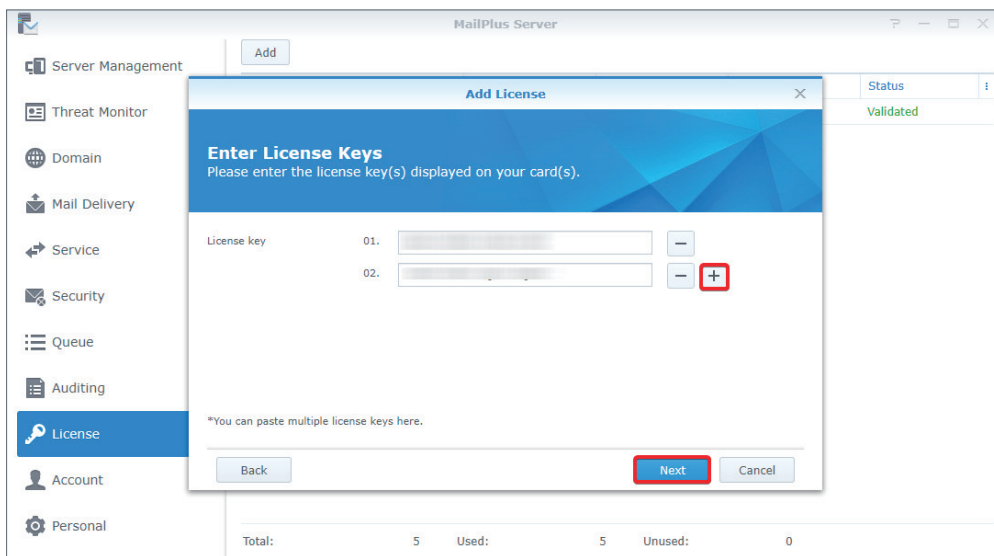 MailPlus Server
Add
Server Management
Threat Monitor
Domain
Mail Delivery
Service
Security
Queue
Auditing
License
Account
Personal
Status
Validated
Add License
Enter License Keys
Please enter the license key(s) displayed on your card(s).
License key
01.
02.
*You can paste multiple license keys here.
Back
Next
Cancel
Total: 5 Used: 5 Unused: 0